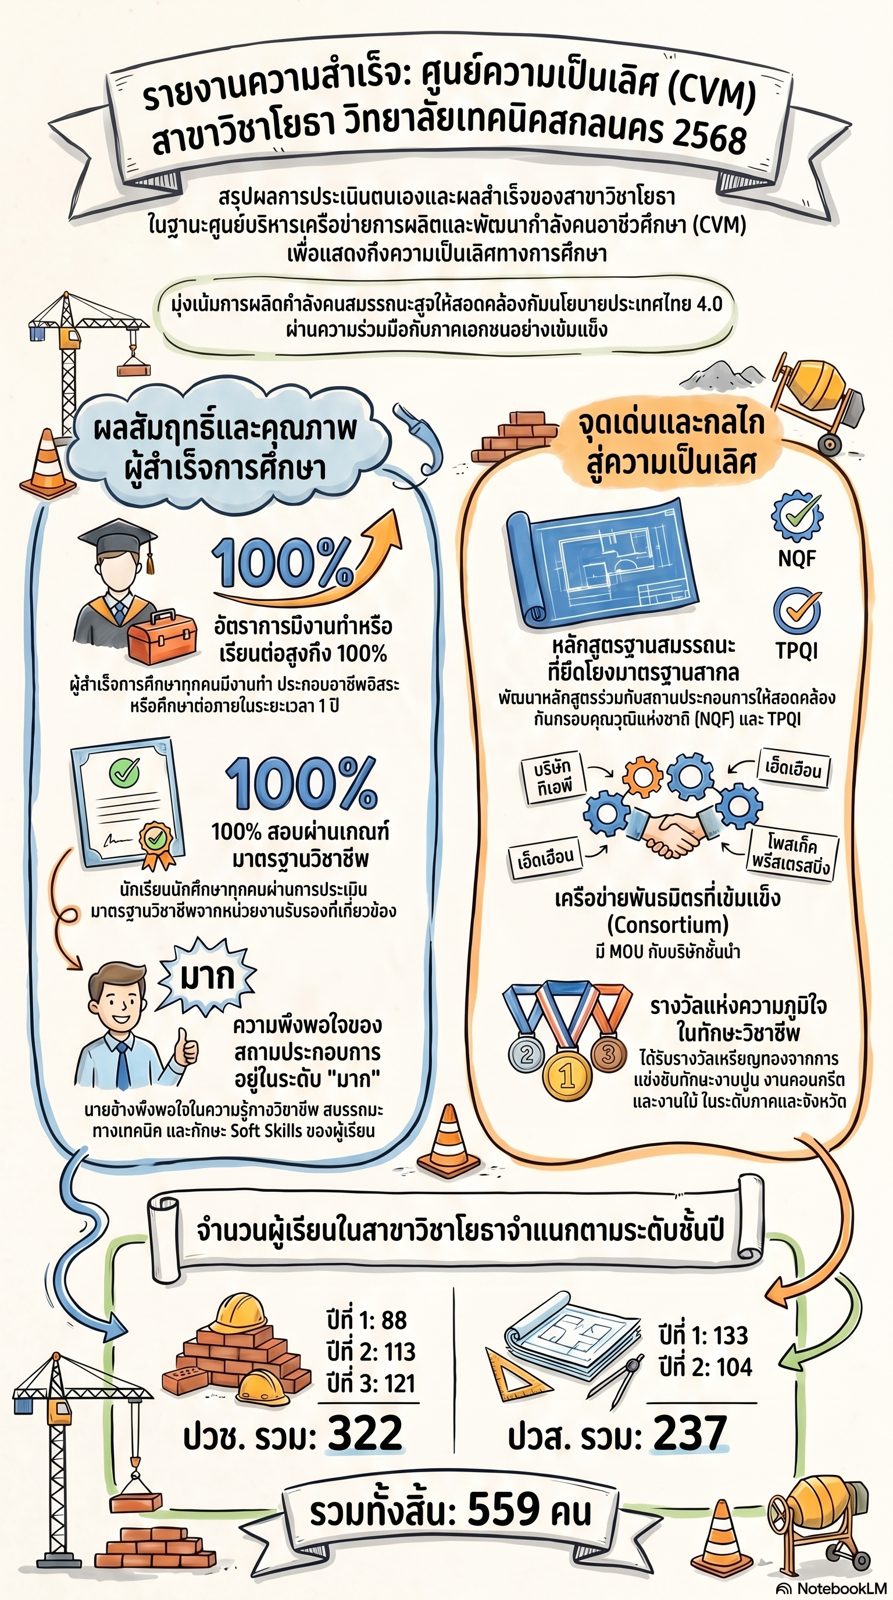 รายงานความสำเร็จ: ศูนย์ความเป็นเลิศ (CVM)
สาขาวิชาโยธา วิทยาลัยเทคนิคสกลนคร 2568
สรุปผลการประเมินตนเองและผลสำเร็จของสาขาวิชาโยธา
ในฐานะศูนย์บริหารเครือข่ายการผลิตและพัฒนากำลังคนอาชีวศึกษา (CVM)
เพื่อแสดงถึงความเป็นเลิศทางการศึกษา
มุ่งเน้มการผลิตกำลังคนสมรรถนะสูจให้สอดคล้องกัมนโยบายประเทศไทย 4.0
ผ่านความร่วมมือกับภาคเอกชนอย่างเข้มแข็ง
ผลสัมฤทธิ์และคุณภาพ
ผู้สำเร็จการศึกษา
100%
อัตราการมีงานทำหรือ
เรียนต่อสูงถึง 100%
ผู้สำเร็จการศึกษาทุกคนมีงานทำ ประกอบอาชีพอิสระ
หรือศึกษาต่อภายในระยะเวลา 1 ปี
100%
100% สอบผ่านเกณฑ์
มาตรฐานวิชาชีพ
นักเรียนนักศึกษาทุกคนผ่านการประเมิน
มาตรฐานวิชาชีพจากหน่วยงานรับรองที่เกี่ยวข้อง
มาก
ความพึงพอใจของ
สถามประกอบการ
อยู่ในระดับ "มาก"
นายช้างพึงพอใจในความรู้ทางวิขาชีพ สบรรถมะ
ทางเทคนิค และทักษะ Soft Skills ของผู้เรียน
จุดเด่นและกลไก
สู่ความเป็นเลิศ
NQF
TPQI
หลักสูตรฐานสมรรถนะ
ที่ยึดโยงมาตรฐานสากล
พัฒนาหลักสูตรร่วมทับสถานประกอนการให้สอดคล้อง
กันกรอบคุณวุฒิแห่งชาติ (NQF) และ TPQI
บริษัท
ทีเอพี
เอ็ดเฮือน
เอ็ดเฮือน
โพสเก็ค
พรีสเตรสบิ่ง
เครือข่ายพันธมิตรที่เข้มแข็ง
(Consortium)
มี MOU กับบริษัทชั้นนำ
2
1
3
รางวัลแห่งความภูมิใจ
ในทักษะวิชาชีพ
ได้รับรางวัลเหรียญทองจากการ
แข่งขับทักษะงาบปูน งานคอนกรีต
และงานใม้ ในระดับภาคและจังหวัด
จำนวนผู้เรียนในสาขาวิชาโยธาจำแนกตามระดับชั้นปี
ปีที่ 1: 88
ปีที่ 2: 113
ปีที่ 3: 121
ปวช. รวม: 322
ปีที่ 1: 133
ปีที่ 2: 104
ปวส. รวม: 237
รวมทั้งสิ้น: 559 คน
NotebookLM